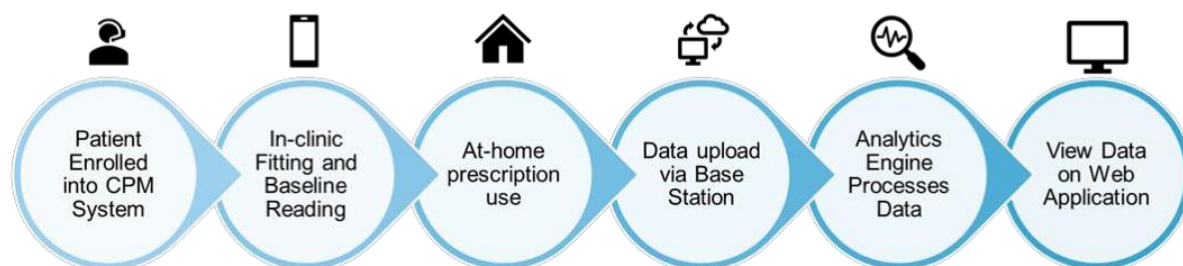 Patient
Enrolled
into CPM
System
In-clinic
Fitting and
Baseline
Reading
At-home
prescription
use
Data upload
via Base
Station
Analytics
Engine
Processes
Data
View Data
on Web
Application